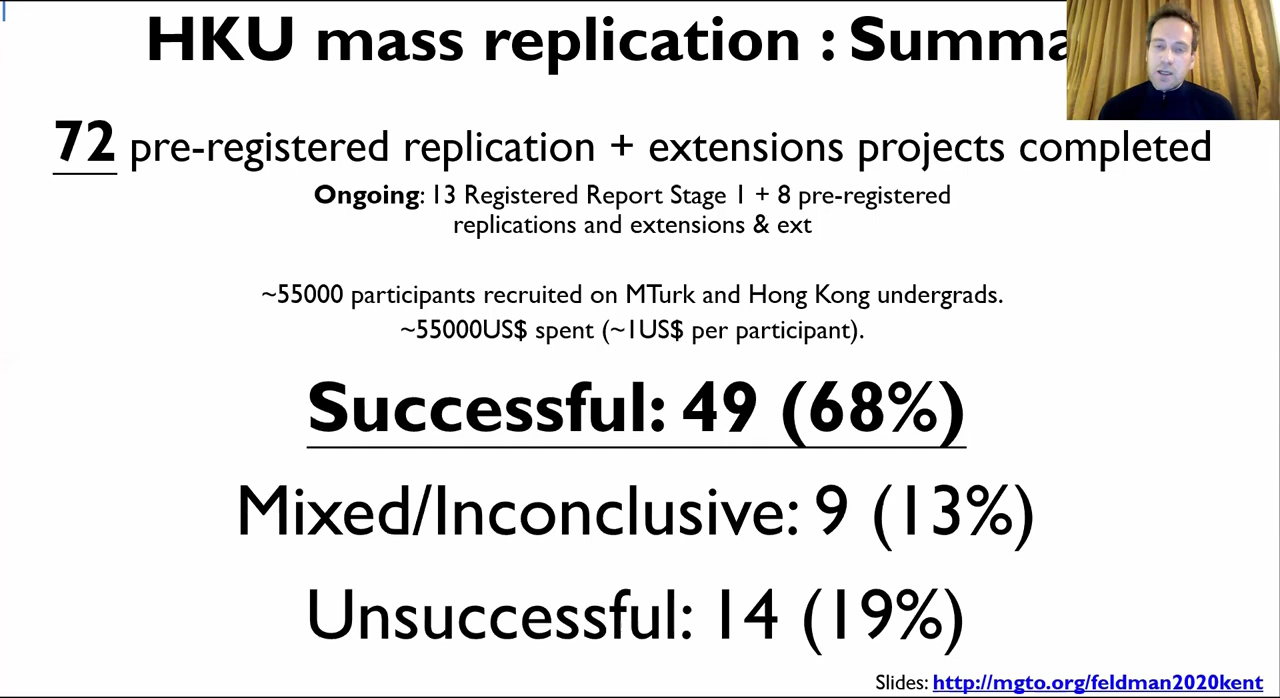 HKU mass replication : Summa
72 pre-registered replication + extensions projects completed
Ongoing: 13 Registered Report Stage 1 + 8 pre-registered
replications and extensions & ext
~55000 participants recruited on MTurk and Hong Kong undergrads.
~55000US$ spent (~1US$ per participant).
Successful: 49 (68%)
Mixed/Inconclusive: 9 (13%)
Unsuccessful: 14 (19%)
Slides: http://mgto.org/feldman2020kent